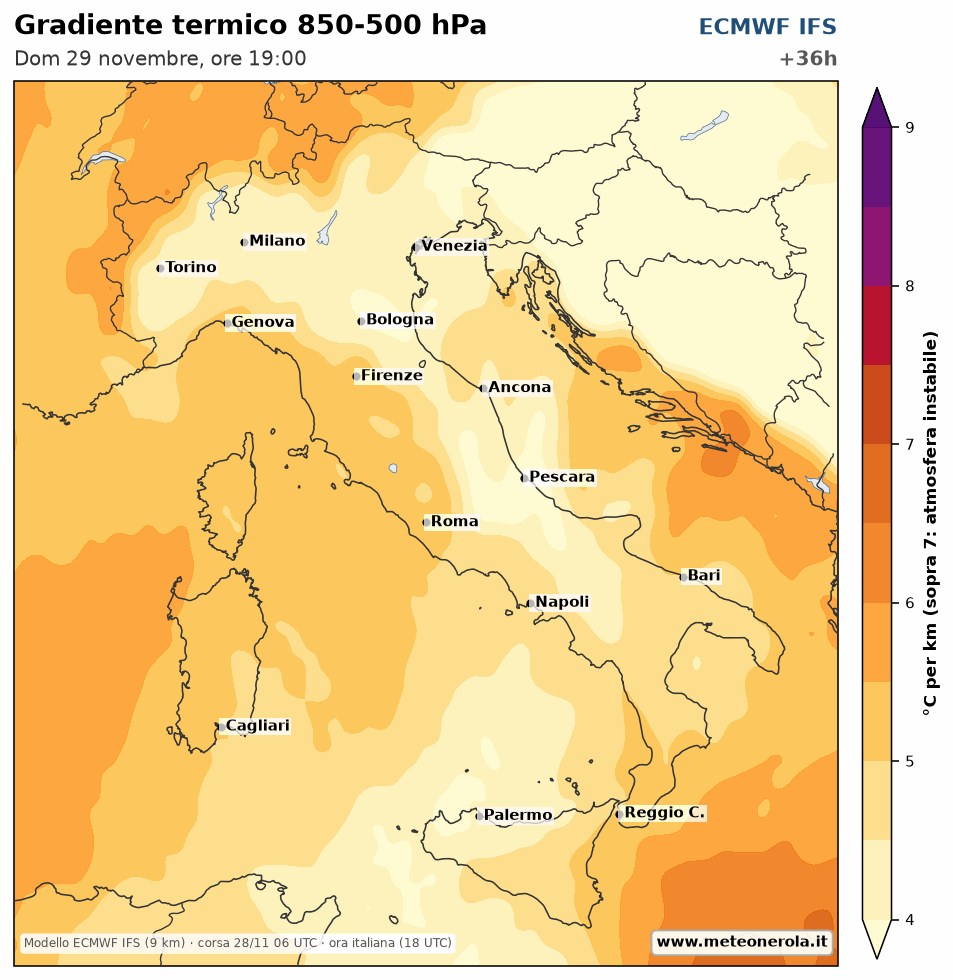 Gradiente termico 850-500 hPa
ECMWF IFS
Dom 29 novembre, ore 19:00
+36h
Milano
Venezia
Torino
Genova
Bologna
Firenze
Ancona
Pescara
Roma
Bari
Napoli
Cagliari
Palermo
Reggio C.
9
8
7
6
5
4
°C per km (sopra 7: atmosfera instabile)
Modello ECMWF IFS (9 km) · corsa 28/11 06 UTC · ora italiana (18 UTC)
www.meteonerola.it